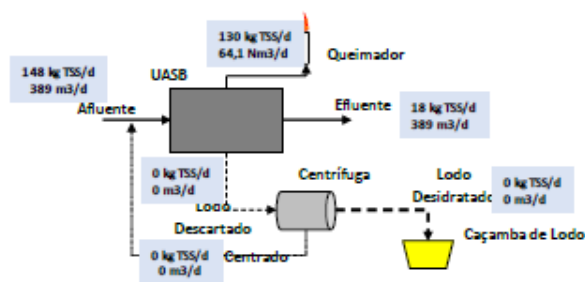 130 kg TSS/d
64,1 Nm3/d
Queimador
148 kg TSS/d
389 m3/d
UASB
Afluente
Efluente
18 kg TSS/d
389 m3/d
0 kg TSS/d
0 m3/d
Centrífuga
Lodo
Desidratado
0 kg TSS/d
0 m3/d
Lodo
Descartado
Caçamba de Lodo
0 kg TSS/d
0 m3/d
Centrado